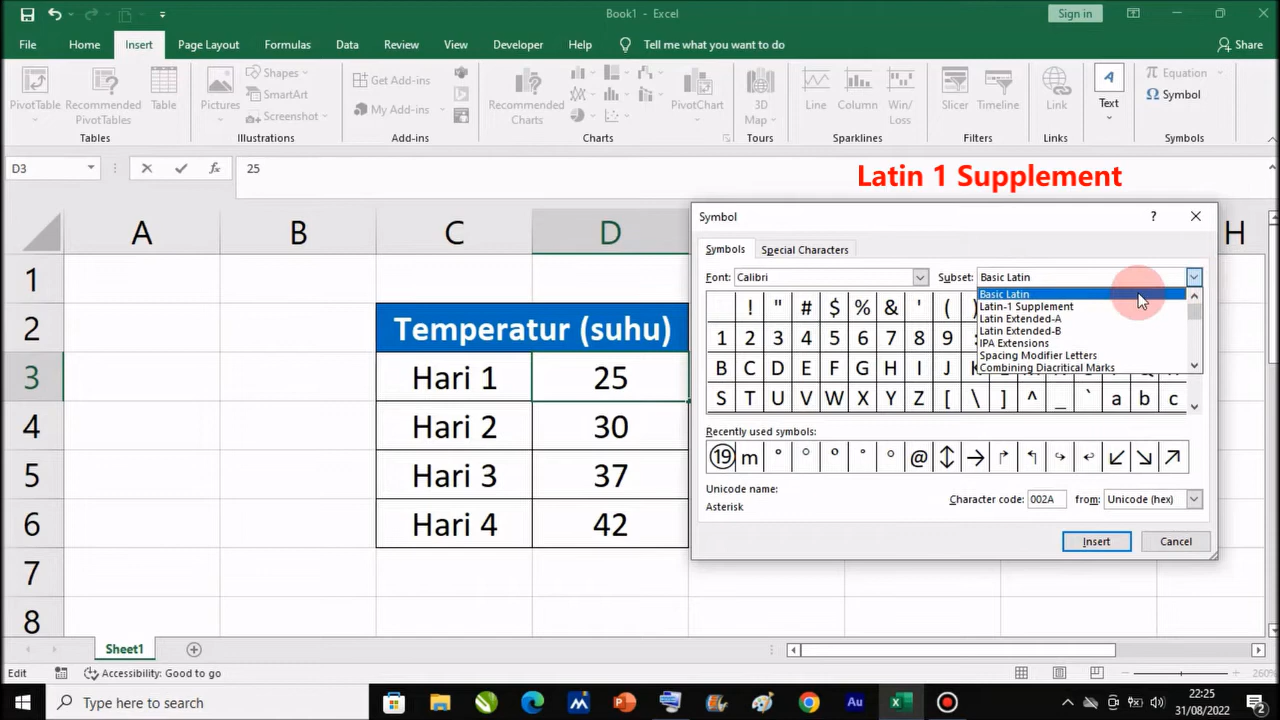 Book1 - Excel
Sign in
File Home Insert Page Layout Formulas Data Review View Developer Help Tell me what you want to do Share
PivotTable
Recommended PivotTables
Table
Tables
Pictures
Shapes
SmartArt
Screenshot
Illustrations
Get Add-ins
My Add-ins
Add-ins
Recommended Charts
PivotChart
Charts
3D Map
Tours
Line
Column
Win/Loss
Sparklines
Slicer
Timeline
Filters
Link
Links
A
Text
Equation
Symbol
Symbols
D3
fx
25
Latin 1 Supplement
A B C D H
1
2 Temperatur (suhu)
3 Hari 1 25
4 Hari 2 30
5 Hari 3 37
6 Hari 4 42
7
8
Symbol
?
Symbols Special Characters
Font: Calibri
Subset: Basic Latin
Basic Latin
Latin-1 Supplement
Latin Extended-A
Latin Extended-B
IPA Extensions
Spacing Modifier Letters
Combining Diacritical Marks
! " # $ % & ' (
1 2 3 4 5 6 7 8 9 :
B C D E F G H I J
S T U V W X Y Z [ \ ] ^ _ ` a b c
Recently used symbols:
⑲ m ° ° º ° ° @ ↕ → ↱ ↰ ↪ ↩ ↙ ↘ ↗
Unicode name:
Asterisk
Character code: 002A from: Unicode (hex)
Insert Cancel
Sheet1
Edit
Accessibility: Good to go
260%
Type here to search
Au
22:25
31/08/2022
2